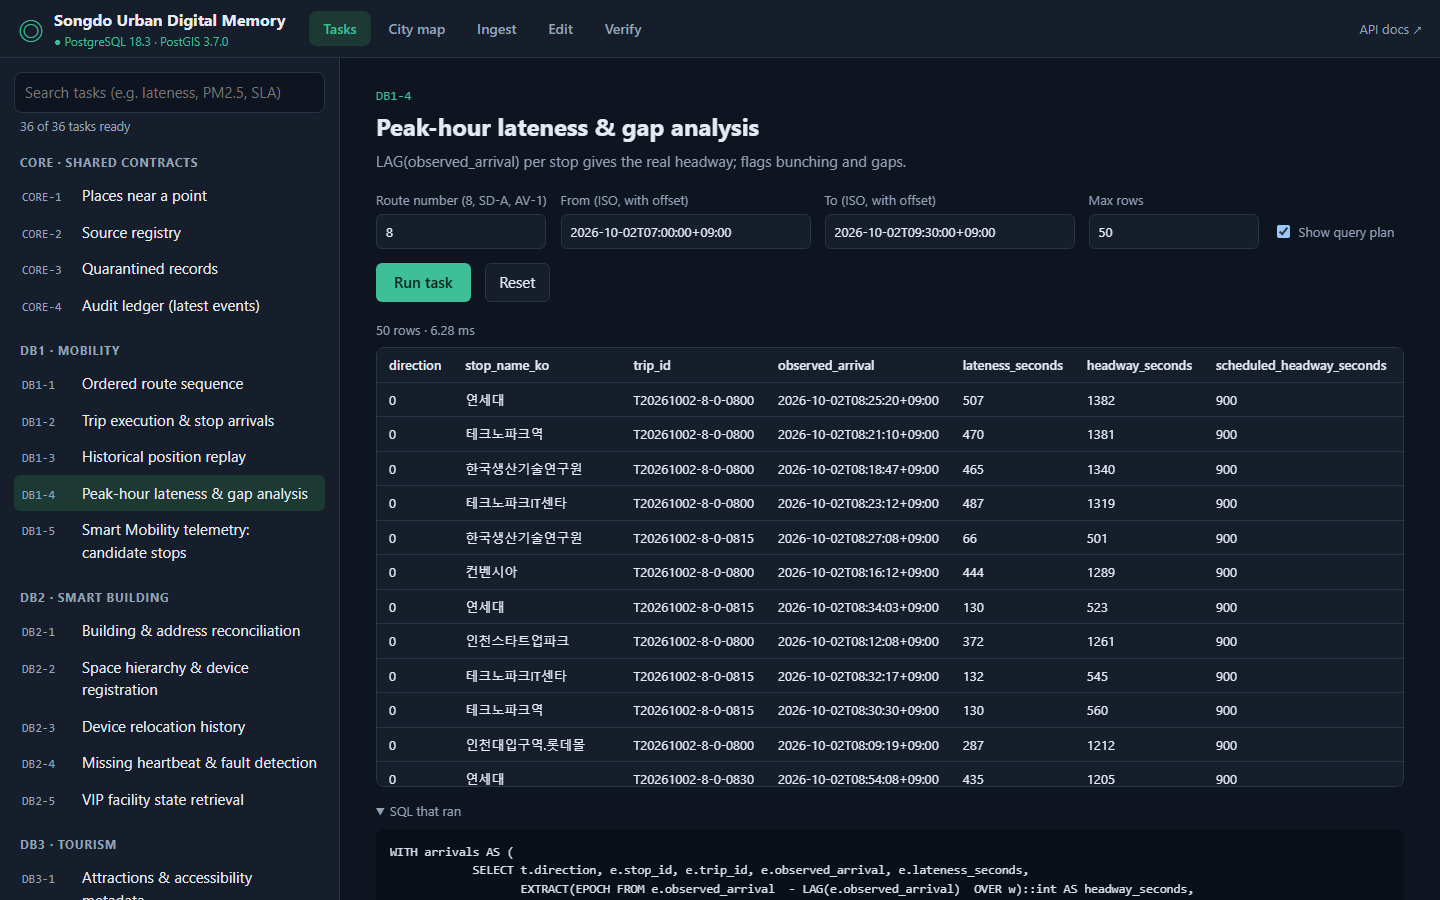 Songdo Urban Digital Memory
● PostgreSQL 18.3 · PostGIS 3.7.0
Tasks
City map
Ingest
Edit
Verify
API docs ↗
Search tasks (e.g. lateness, PM2.5, SLA)
36 of 36 tasks ready
CORE · SHARED CONTRACTS
CORE-1 Places near a point
CORE-2 Source registry
CORE-3 Quarantined records
CORE-4 Audit ledger (latest events)
DB1 · MOBILITY
DB1-1 Ordered route sequence
DB1-2 Trip execution & stop arrivals
DB1-3 Historical position replay
DB1-4 Peak-hour lateness & gap analysis
DB1-5 Smart Mobility telemetry:
candidate stops
DB2 · SMART BUILDING
DB2-1 Building & address reconciliation
DB2-2 Space hierarchy & device
registration
DB2-3 Device relocation history
DB2-4 Missing heartbeat & fault detection
DB2-5 VIP facility state retrieval
DB3 · TOURISM
DB3-1 Attractions & accessibility
metadata
DB1-4
Peak-hour lateness & gap analysis
LAG(observed_arrival) per stop gives the real headway; flags bunching and gaps.
Route number (8, SD-A, AV-1) From (ISO, with offset) To (ISO, with offset) Max rows
8 2026-10-02T07:00:00+09:00 2026-10-02T09:30:00+09:00 50 Show query plan
Run task Reset
50 rows · 6.28 ms
direction stop_name_ko trip_id observed_arrival lateness_seconds headway_seconds scheduled_headway_seconds
0 연세대 T20261002-8-0-0800 2026-10-02T08:25:20+09:00 507 1382 900
0 테크노파크역 T20261002-8-0-0800 2026-10-02T08:21:10+09:00 470 1381 900
0 한국생산기술연구원 T20261002-8-0-0800 2026-10-02T08:18:47+09:00 465 1340 900
0 테크노파크IT센타 T20261002-8-0-0800 2026-10-02T08:23:12+09:00 487 1319 900
0 한국생산기술연구원 T20261002-8-0-0815 2026-10-02T08:27:08+09:00 66 501 900
0 컨벤시아 T20261002-8-0-0800 2026-10-02T08:16:12+09:00 444 1289 900
0 연세대 T20261002-8-0-0815 2026-10-02T08:34:03+09:00 130 523 900
0 인천스타트업파크 T20261002-8-0-0800 2026-10-02T08:12:08+09:00 372 1261 900
0 테크노파크IT센타 T20261002-8-0-0815 2026-10-02T08:32:17+09:00 132 545 900
0 테크노파크역 T20261002-8-0-0815 2026-10-02T08:30:30+09:00 130 560 900
0 인천대입구역.롯데몰 T20261002-8-0-0800 2026-10-02T08:09:19+09:00 287 1212 900
0 연세대 T20261002-8-0-0830 2026-10-02T08:54:08+09:00 435 1205 900
▼ SQL that ran
WITH arrivals AS (
SELECT t.direction, e.stop_id, e.trip_id, e.observed_arrival, e.lateness_seconds,
EXTRACT(EPOCH FROM e.observed_arrival - LAG(e.observed_arrival) OVER w)::int AS headway_seconds,